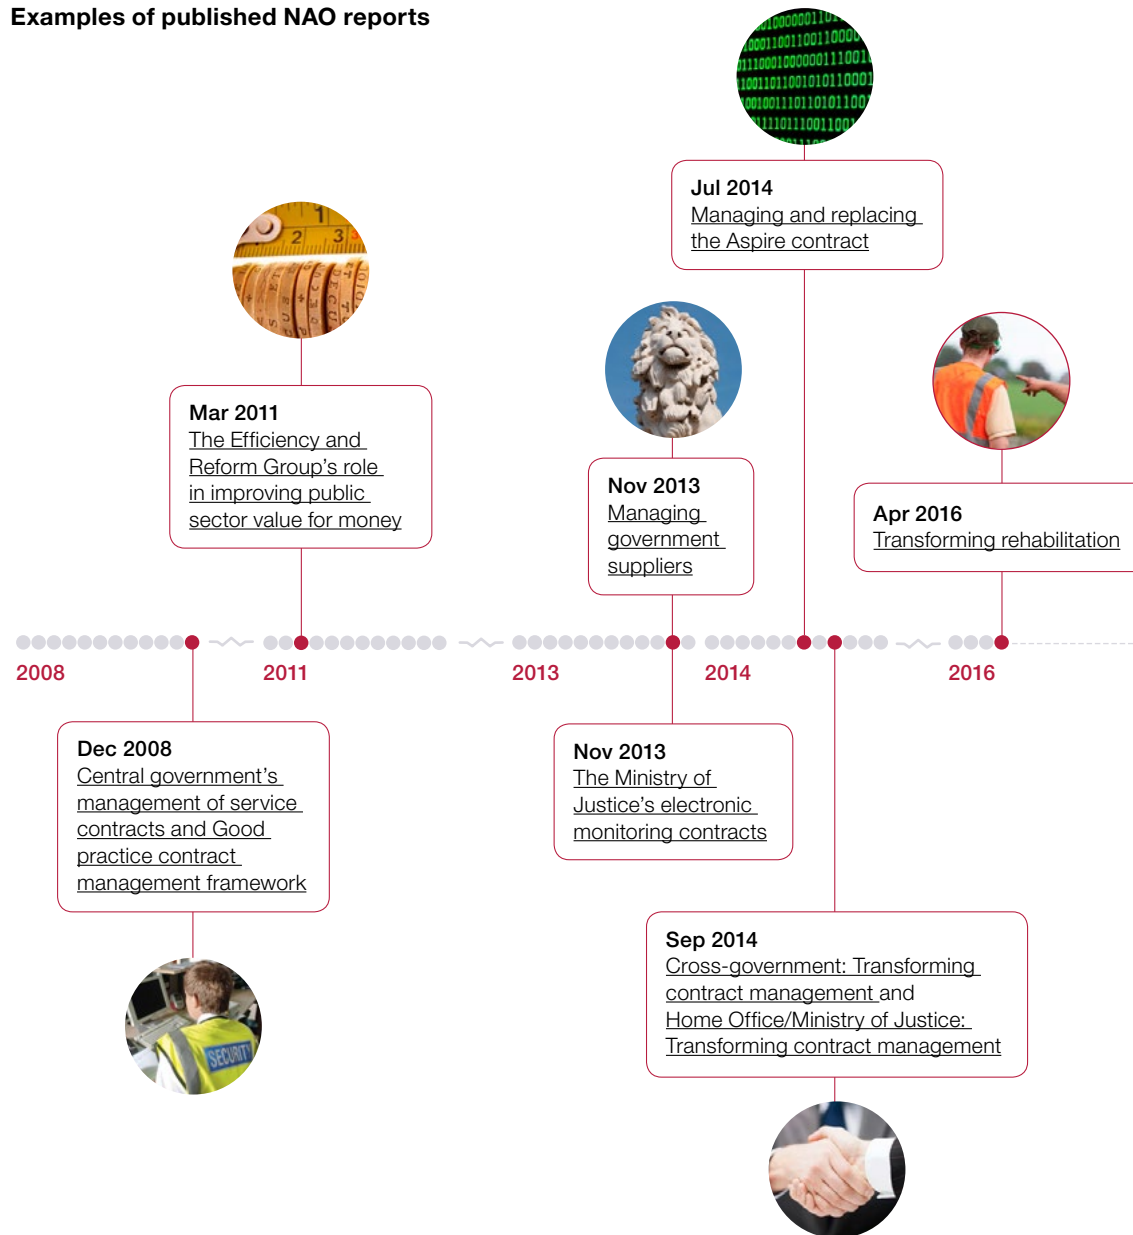 Examples of published NAO reports
Jul 2014
Managing and replacing
the Aspire contract
Mar 2011
The Efficiency and
Reform Group's role
in improving public
sector value for money
Nov 2013
Managing
government
suppliers
Apr 2016
Transforming rehabilitation
2008
2011
2013
2014
2016
Dec 2008
Central government's
management of service
contracts and Good
practice contract
management framework
Nov 2013
The Ministry of
Justice's electronic
monitoring contracts
Sep 2014
Cross-government: Transforming
contract management and
Home Office/Ministry of Justice:
Transforming contract management
SECURITY